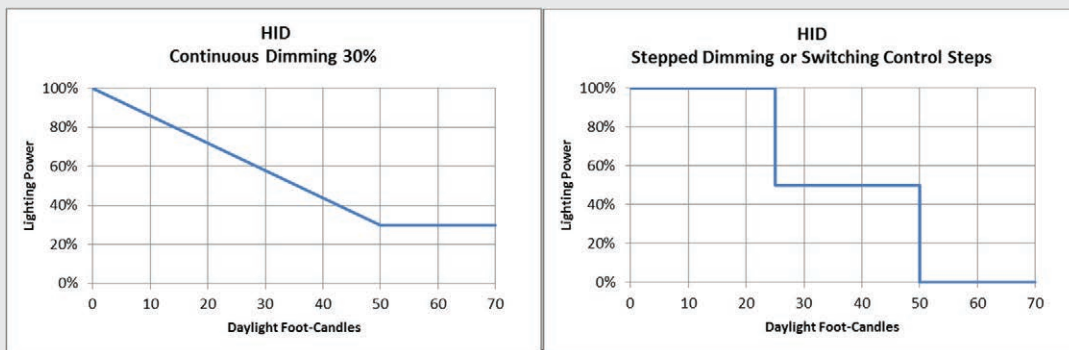 HID
Continuous Dimming 30%
100%
80%
60%
40%
20%
0%
Lighting Power
0 10 20 30 40 50 60 70
Daylight Foot-Candles
HID
Stepped Dimming or Switching Control Steps
100%
80%
60%
40%
20%
0%
Lighting Power
0 10 20 30 40 50 60 70
Daylight Foot-Candles